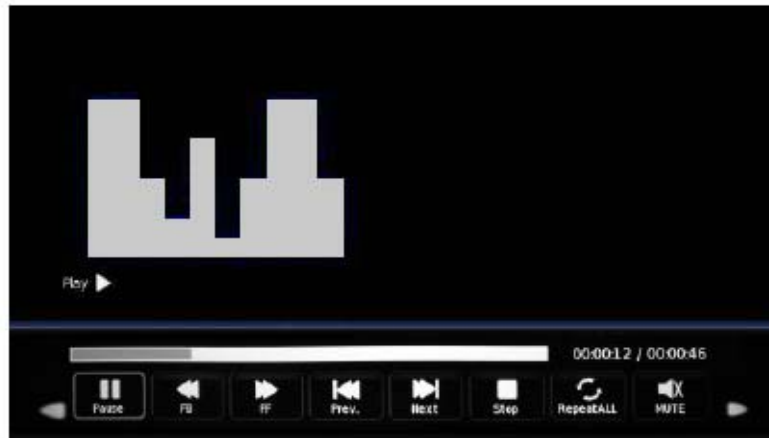 Play
00:00:12 / 00:00:46
Pause FB FF Prev. Next Stop RepeatALL MUTE